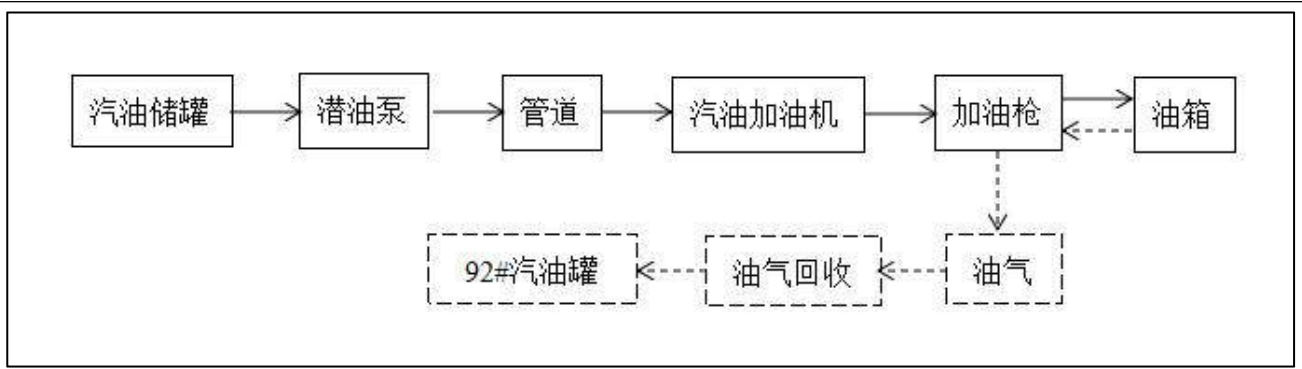 汽油储罐
潜油泵
管道
汽油加油机
加油枪
油箱
92#汽油罐
油气回收
油气